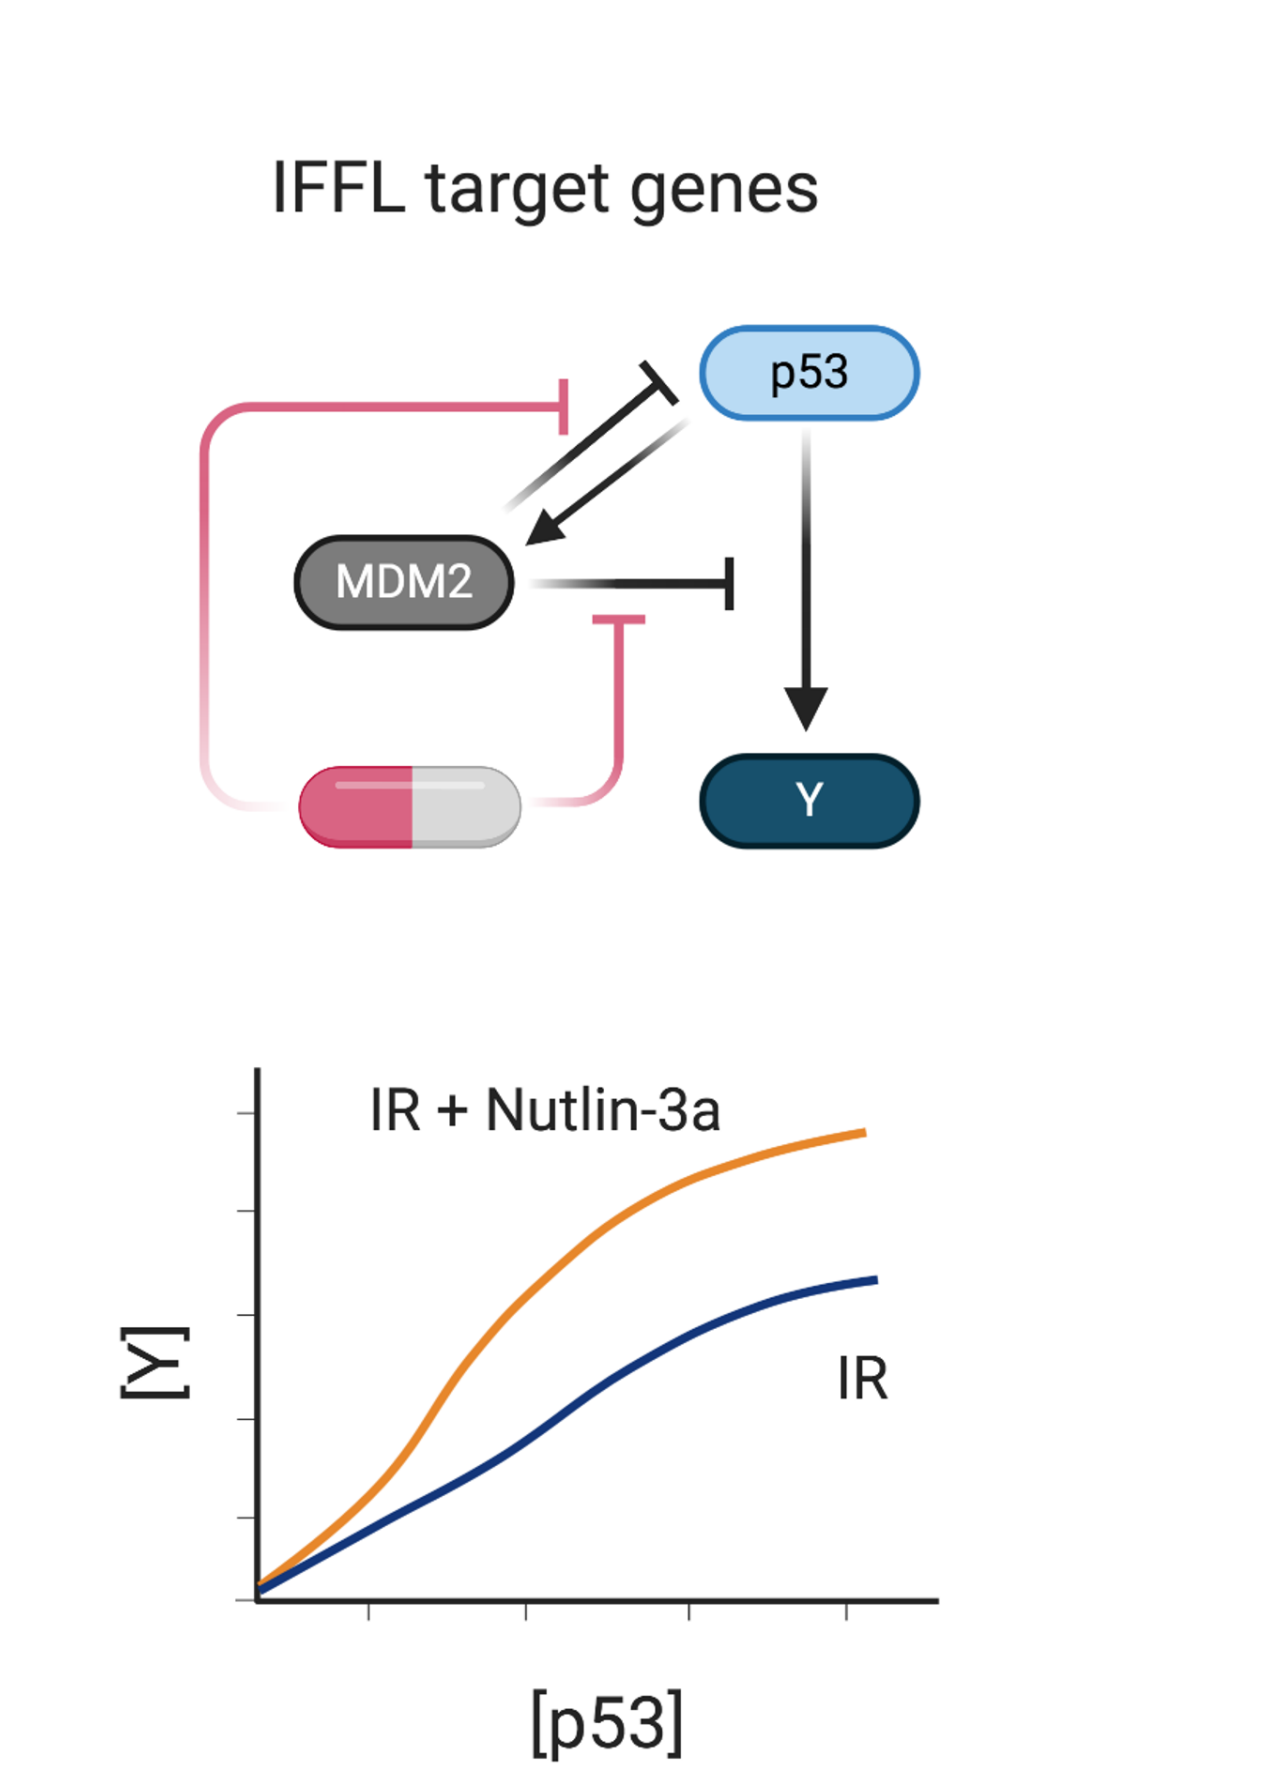 IFFL target genes
p53
MDM2
Y
IR + Nutlin-3a
[Y]
IR
[p53]